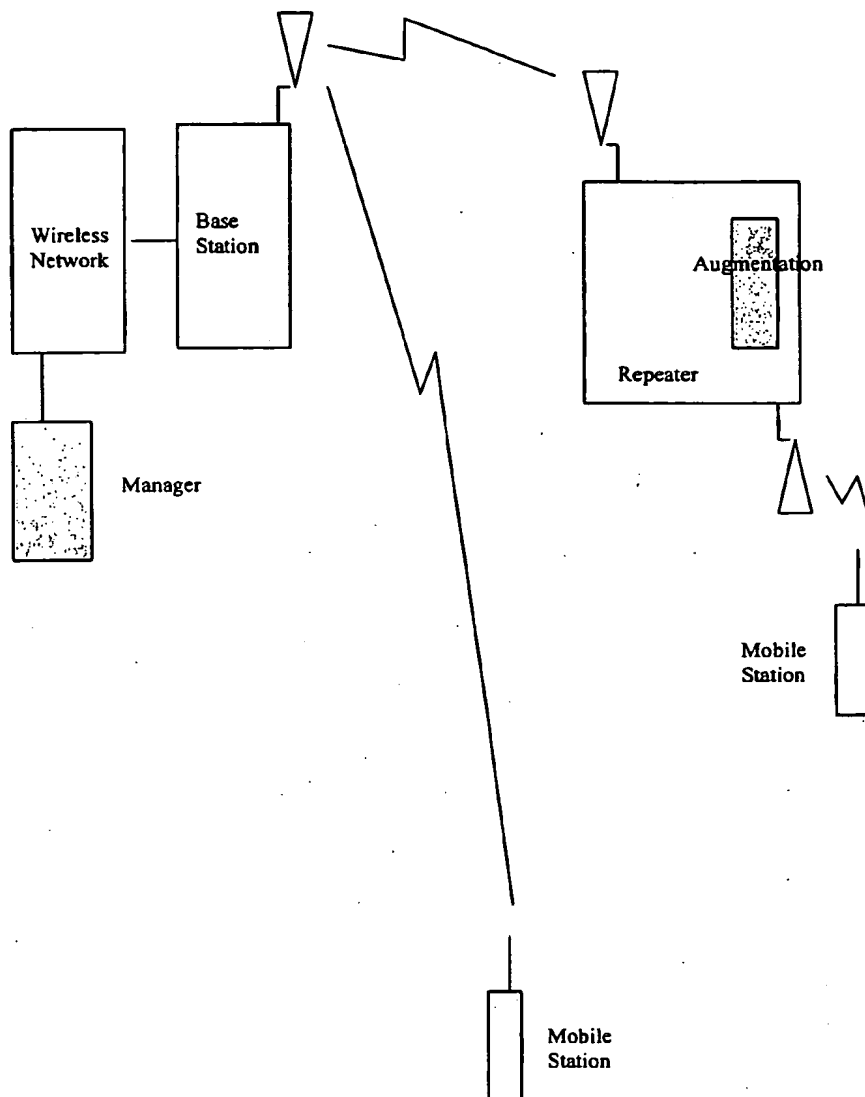 Wireless
Network
Base
Station
Augmentation
Repeater
Manager
Mobile
Station
Mobile
Station